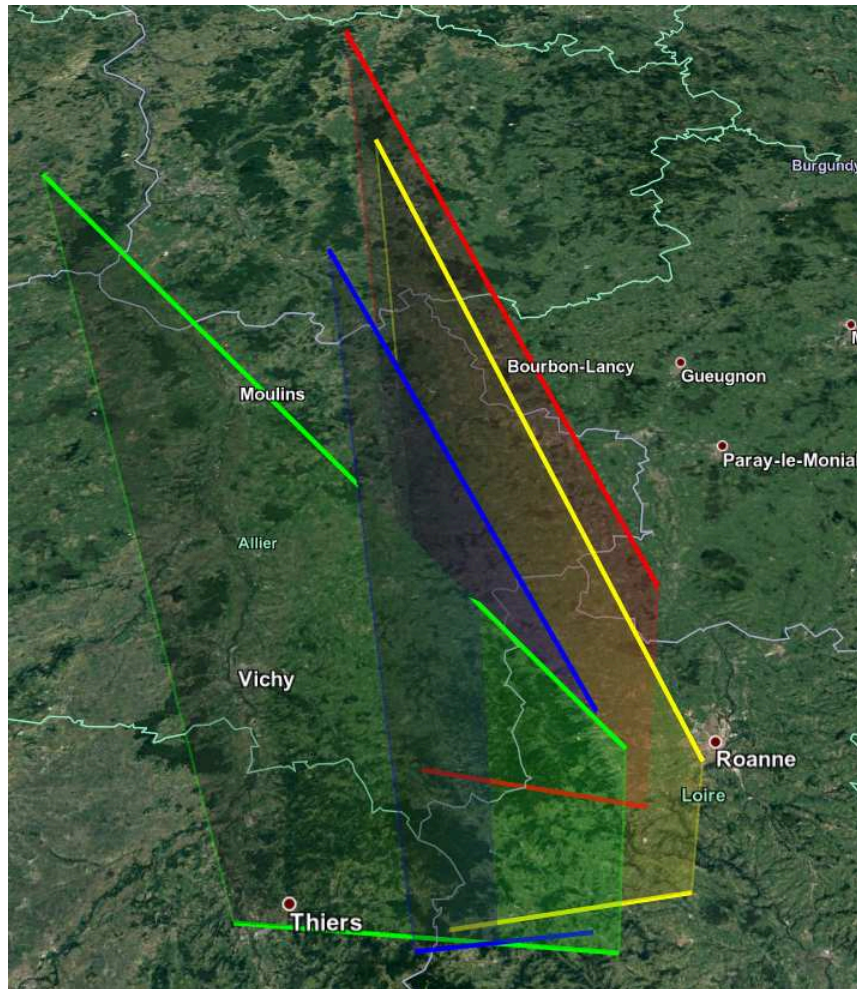 Burgundy
M
Bourbon-Lancy
Gueugnon
Moulins
Paray-le-Monial
Allier
Vichy
Roanne
Loire
Thiers